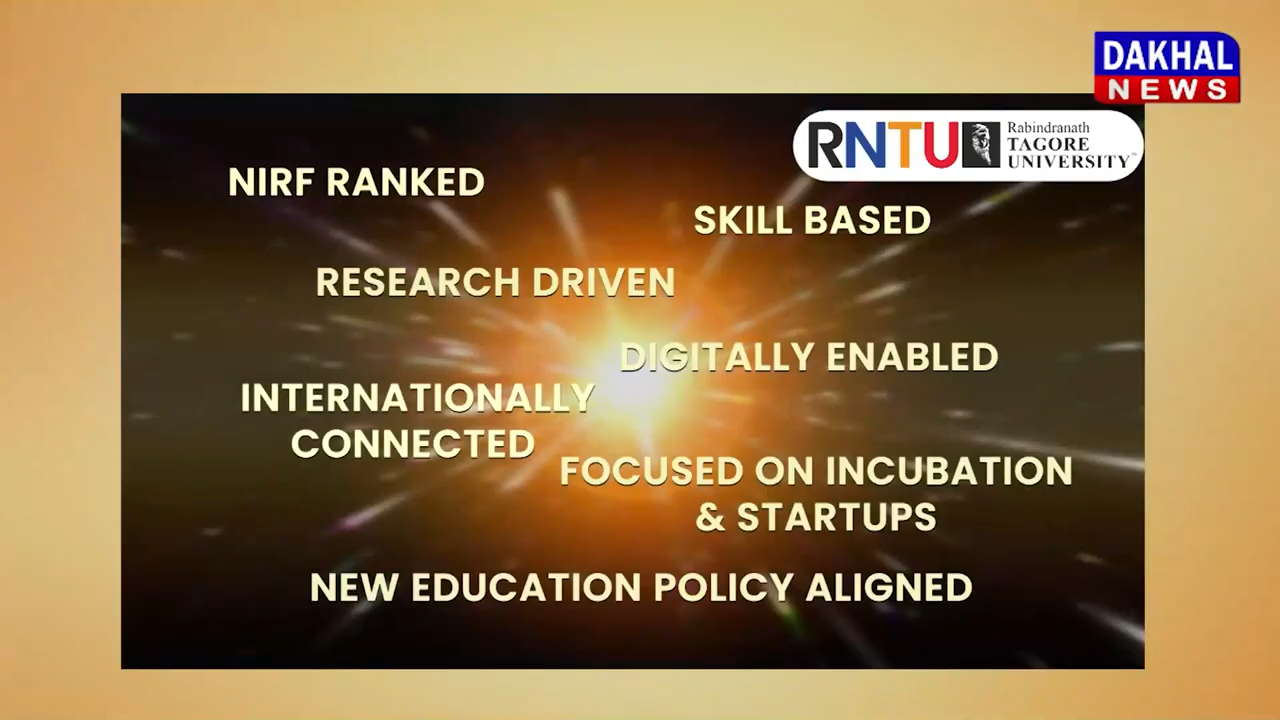 DAKHAL
NEWS
RNTU
Rabindranath
TAGORE
UNIVERSITY™
NIRF RANKED
SKILL BASED
RESEARCH DRIVEN
DIGITALLY ENABLED
INTERNATIONALLY
CONNECTED
FOCUSED ON INCUBATION
& STARTUPS
NEW EDUCATION POLICY ALIGNED